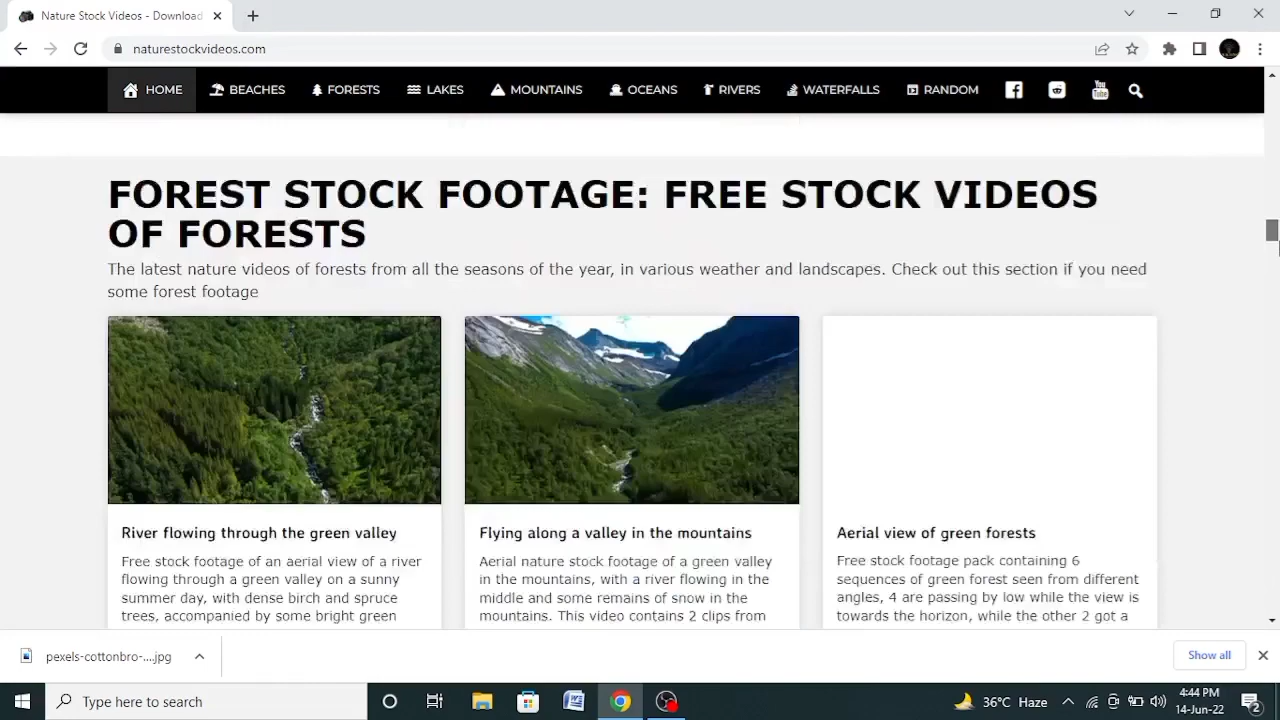 Nature Stock Videos - Download
naturestockvideos.com
HOME BEACHES FORESTS LAKES MOUNTAINS OCEANS RIVERS WATERFALLS RANDOM You Tube
FOREST STOCK FOOTAGE: FREE STOCK VIDEOS
OF FORESTS
The latest nature videos of forests from all the seasons of the year, in various weather and landscapes. Check out this section if you need
some forest footage
River flowing through the green valley
Free stock footage of an aerial view of a river
flowing through a green valley on a sunny
summer day, with dense birch and spruce
trees, accompanied by some bright green
Flying along a valley in the mountains
Aerial nature stock footage of a green valley
in the mountains, with a river flowing in the
middle and some remains of snow in the
mountains. This video contains 2 clips from
Aerial view of green forests
Free stock footage pack containing 6
sequences of green forest seen from different
angles, 4 are passing by low while the view is
towards the horizon, while the other 2 got a
pexels-cottonbro-....jpg
Show all
Type here to search
36°C Haze
4:44 PM
14-Jun-22
2